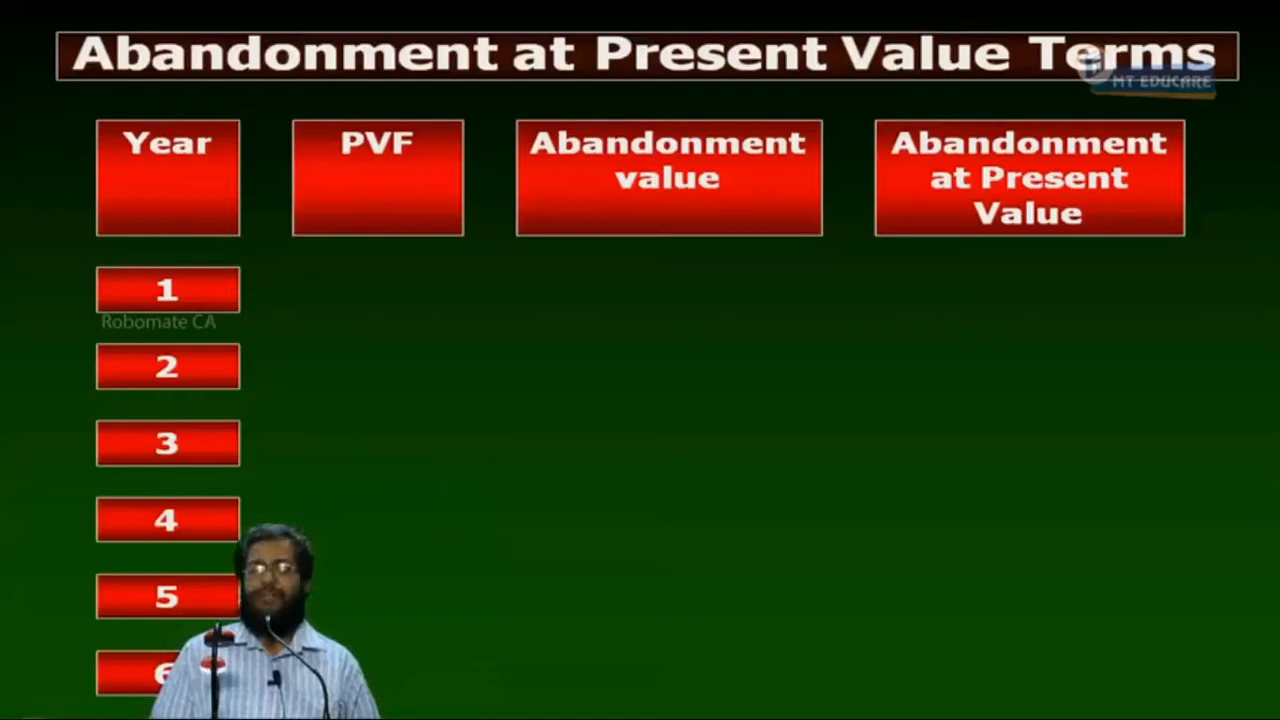 Abandonment at Present Value Terms
MT EDUCARE
Year
PVF
Abandonment
value
Abandonment
at Present
Value
1
Robomate CA
2
3
4
5
6